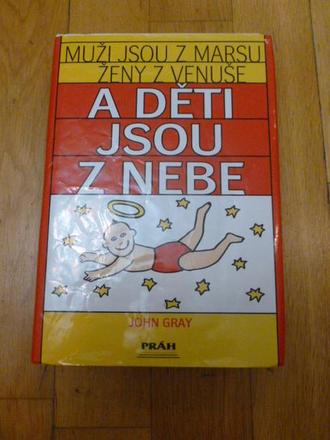 MUŽI JSOU Z MARSU
ŽENY Z VENUŠE
A DĚTI
JSOU
Z NEBE
JOHN GRAY
PRÁH